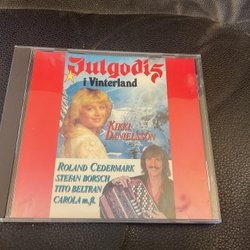 Julgodis
i Vinterland
KIKKI
DANIELSSON
ROLAND CEDERMARK
STEFAN BORSCH
TITO BELTRAN
CAROLA m.fl.